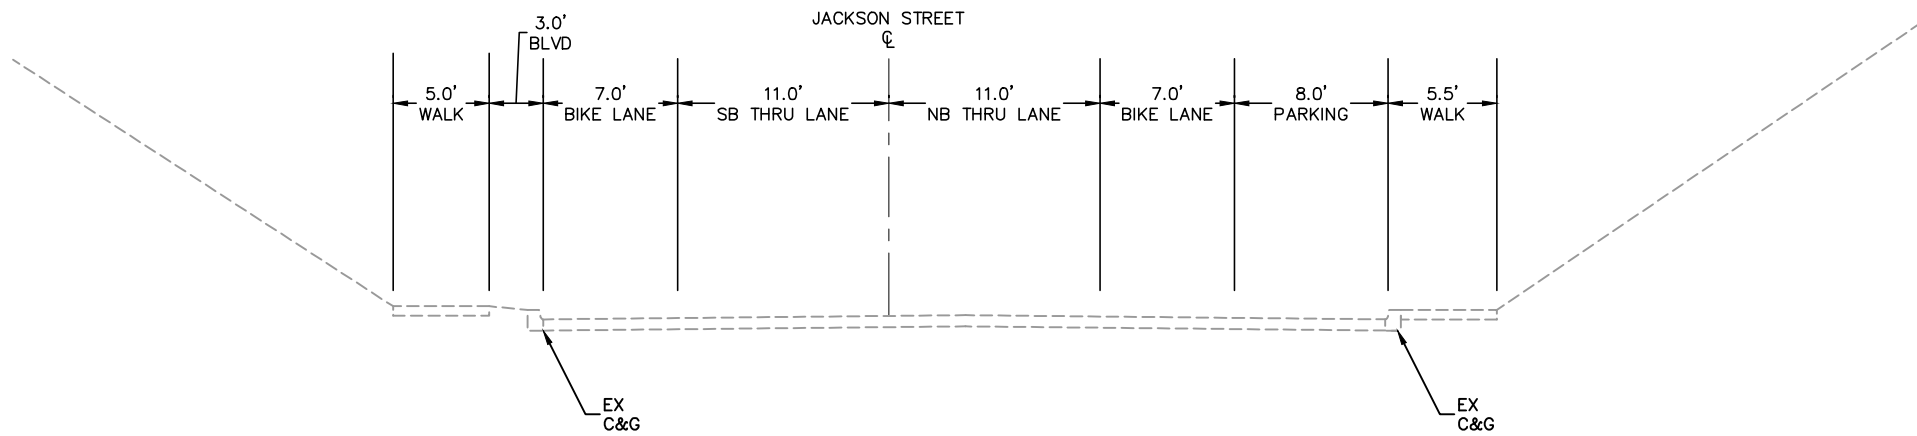 JACKSON STREET
℄
3.0'
BLVD
5.0'
WALK
7.0'
BIKE LANE
11.0'
SB THRU LANE
11.0'
NB THRU LANE
7.0'
BIKE LANE
8.0'
PARKING
5.5'
WALK
EX
C&G
EX
C&G